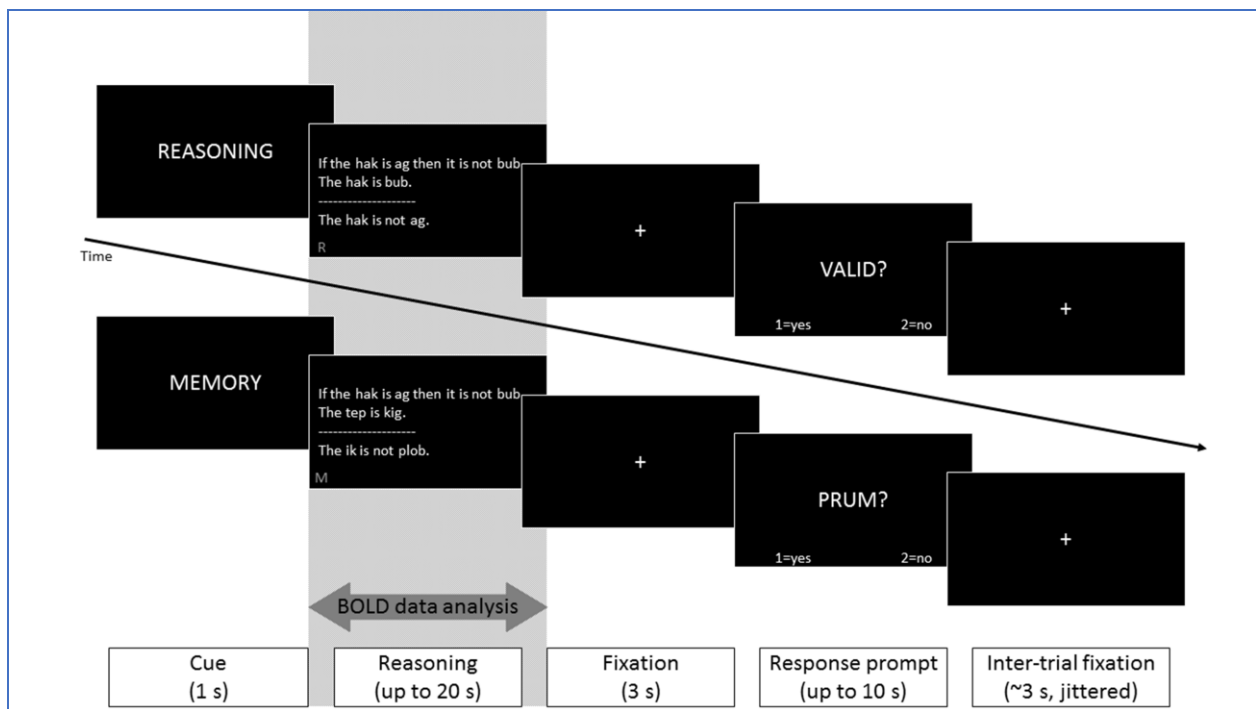 REASONING
If the hak is ag then it is not bub
The hak is bub.
--------------------
The hak is not ag.
R
+
VALID?
1=yes 2=no
+
Time
MEMORY
If the hak is ag then it is not bub
The tep is kig.
--------------------
The ik is not plob.
M
+
PRUM?
1=yes 2=no
+
BOLD data analysis
Cue
(1 s)
Reasoning
(up to 20 s)
Fixation
(3 s)
Response prompt
(up to 10 s)
Inter-trial fixation
(~3 s, jittered)